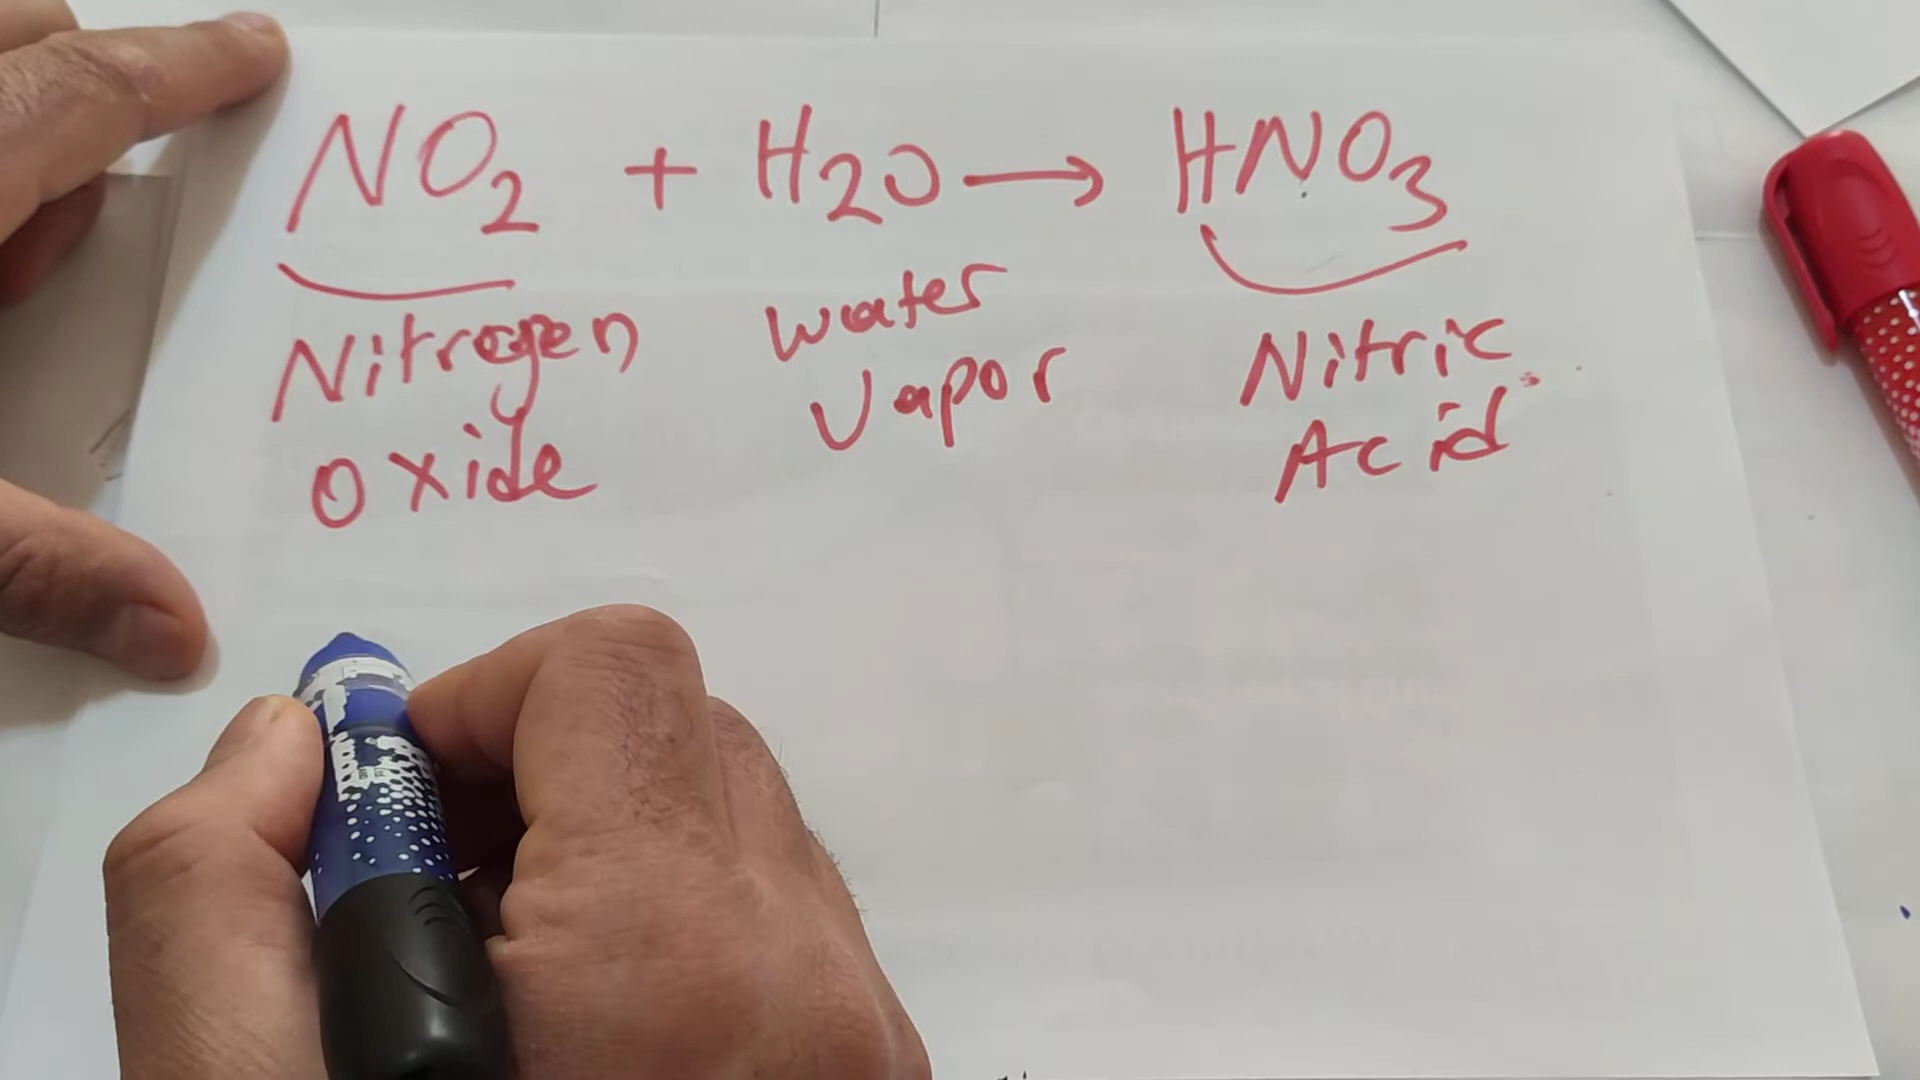 NO2 + H2O → HNO3
Nitrogen Oxide
water vapor
Nitric Acid